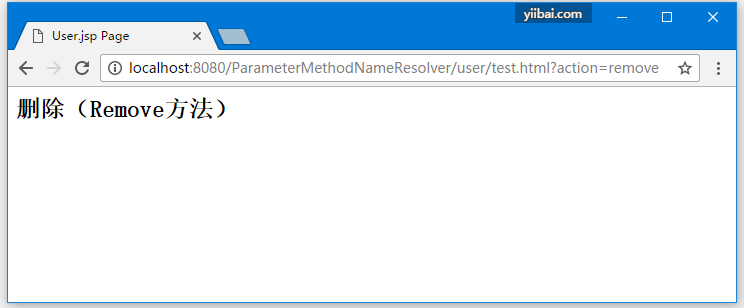 yiibai.com
User.jsp Page
localhost:8080/ParameterMethodNameResolver/user/test.html?action=remove
删除（Remove方法）